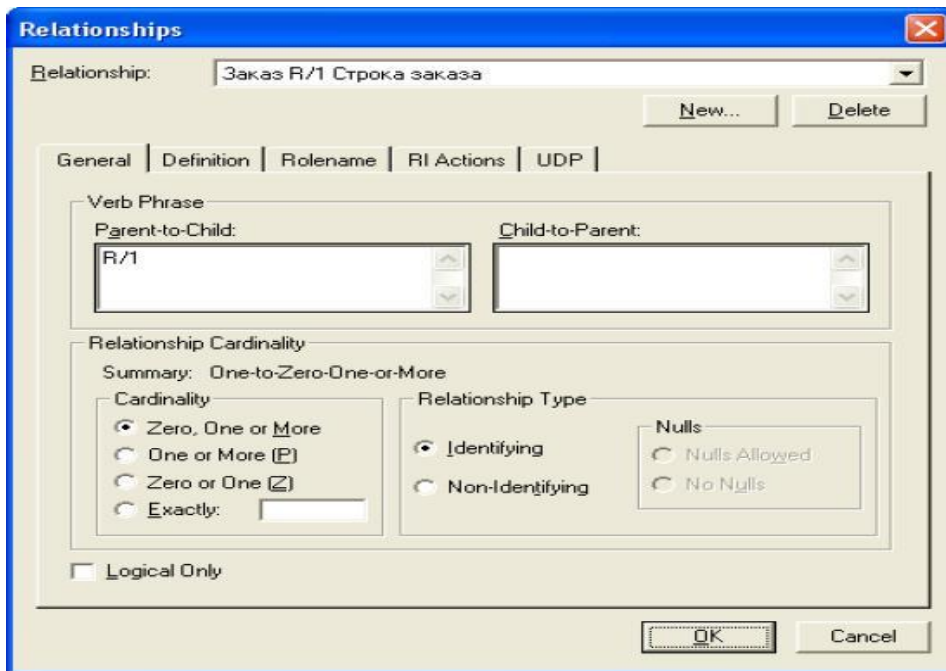 Relationships
Relationship: Заказ R/1 Строка заказа
New... Delete
General Definition Rolename RI Actions UDP
Verb Phrase
Parent-to-Child: Child-to-Parent:
R/1
Relationship Cardinality
Summary: One-to-Zero-One-or-More
Cardinality Relationship Type
Zero, One or More
One or More (P)
Zero or One (Z)
Exactly:
Identifying
Non-Identifying
Nulls
Nulls Allowed
No Nulls
Logical Only
OK Cancel